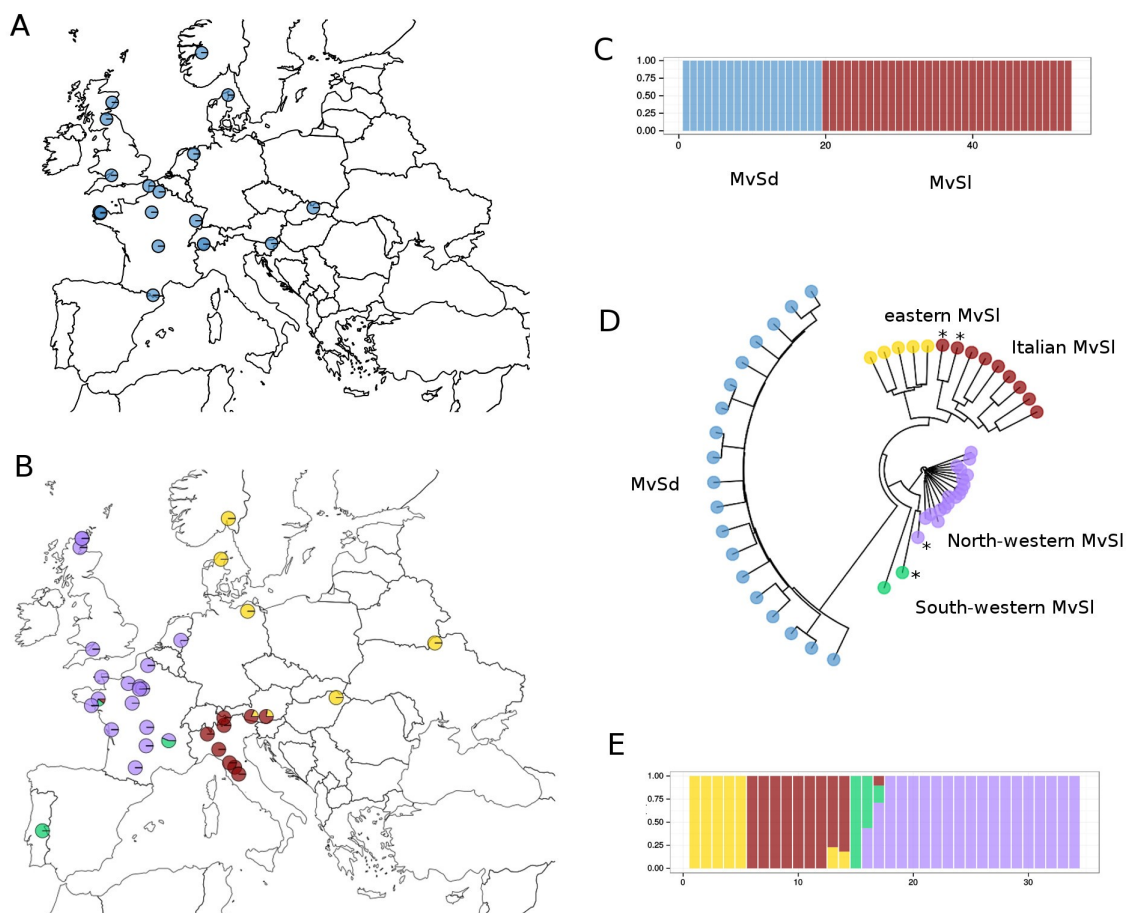 A
B
C
1.00
0.75
0.50
0.25
0.00
0 20 40
MvSd MvSl
D
eastern MvSl
* *
Italian MvSl
MvSd
North-western MvSl
*
*
South-western MvSl
E
1.00
0.75
0.50
0.25
0.00
0 10 20 30